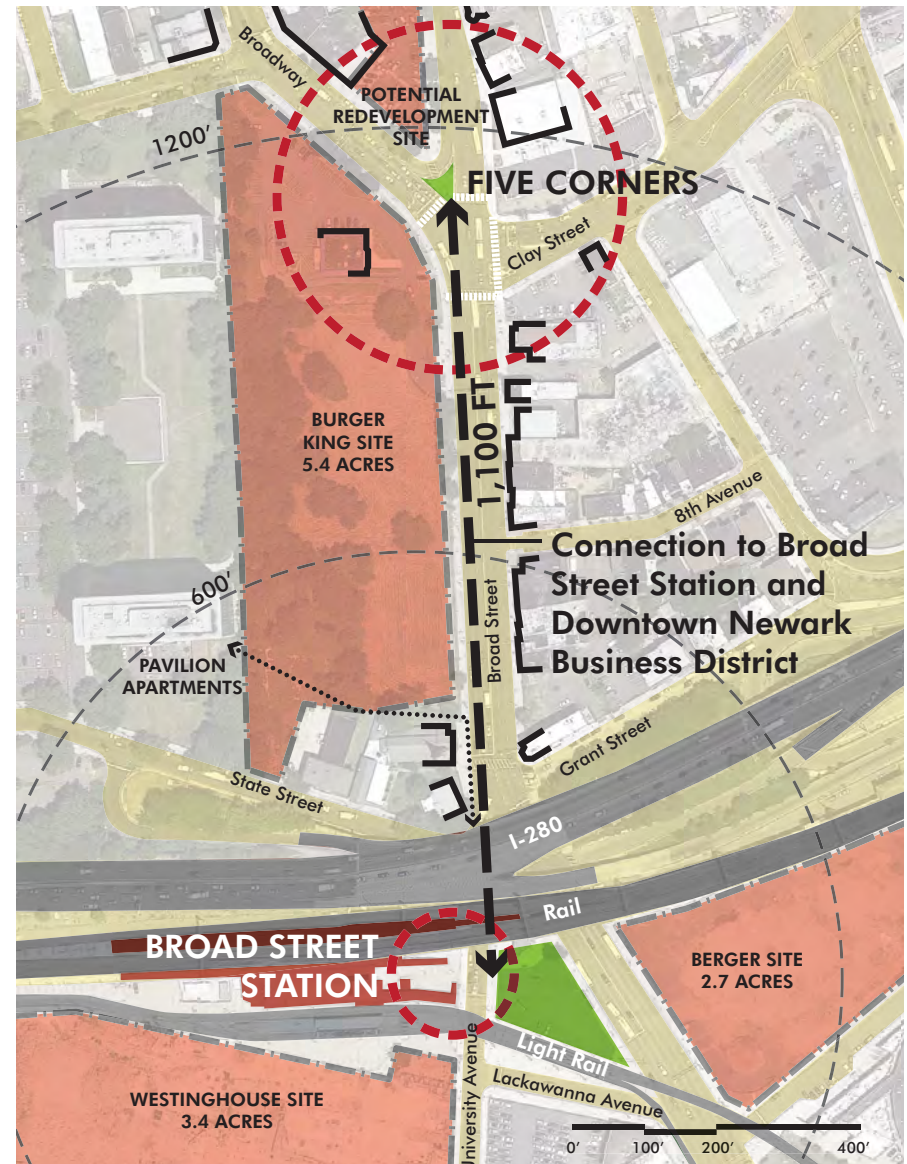 Broadway
POTENTIAL
REDEVELOPMENT
SITE
1200’
FIVE CORNERS
Clay Street
1,100 FT
BURGER
KING SITE
5.4 ACRES
8th Avenue
Connection to Broad
Street Station and
Downtown Newark
Business District
600’
Broad Street
PAVILION
APARTMENTS
Grant Street
State Street
I-280
Rail
BROAD STREET
STATION
BERGER SITE
2.7 ACRES
University Avenue
Light Rail
Lackawanna Avenue
WESTINGHOUSE SITE
3.4 ACRES
0’ 100’ 200’ 400’